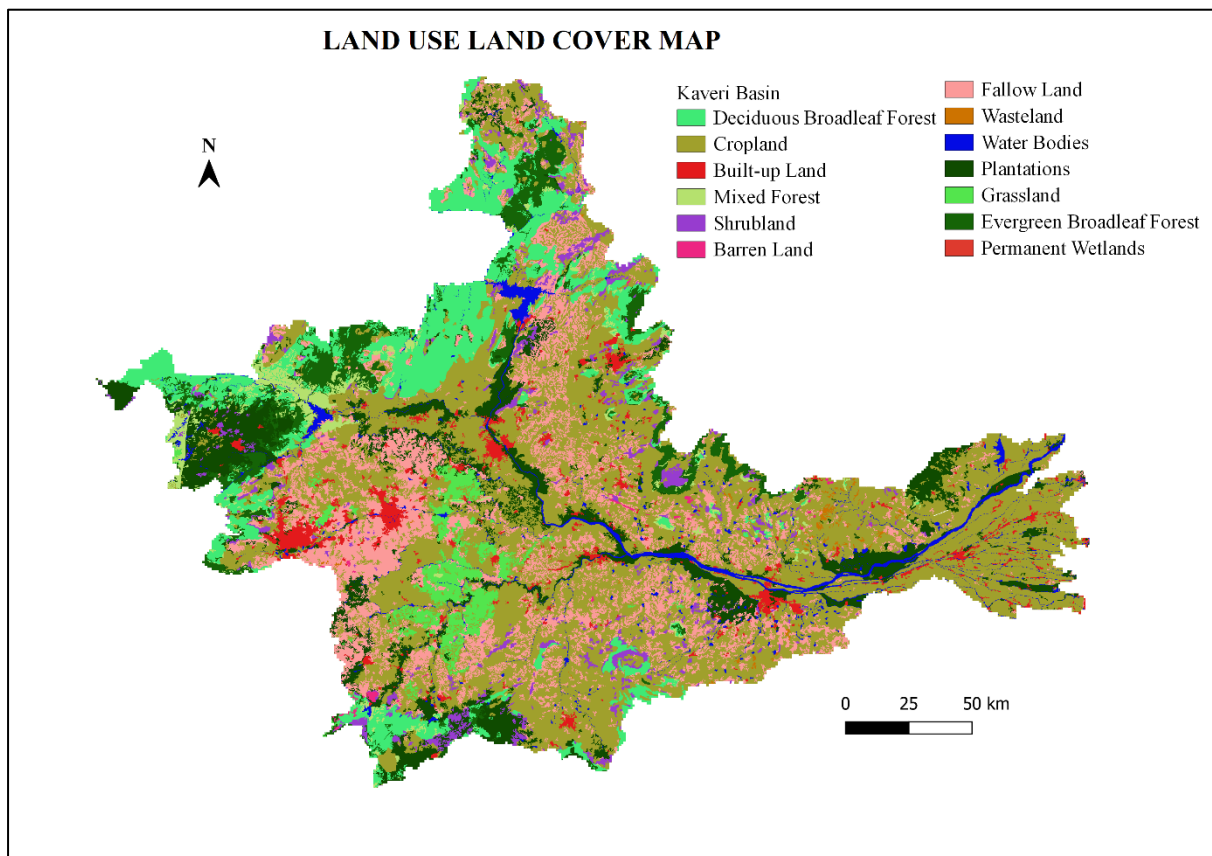 LAND USE LAND COVER MAP
N
Kaveri Basin
Deciduous Broadleaf Forest
Cropland
Built-up Land
Mixed Forest
Shrubland
Barren Land
Fallow Land
Wasteland
Water Bodies
Plantations
Grassland
Evergreen Broadleaf Forest
Permanent Wetlands
0 25 50 km